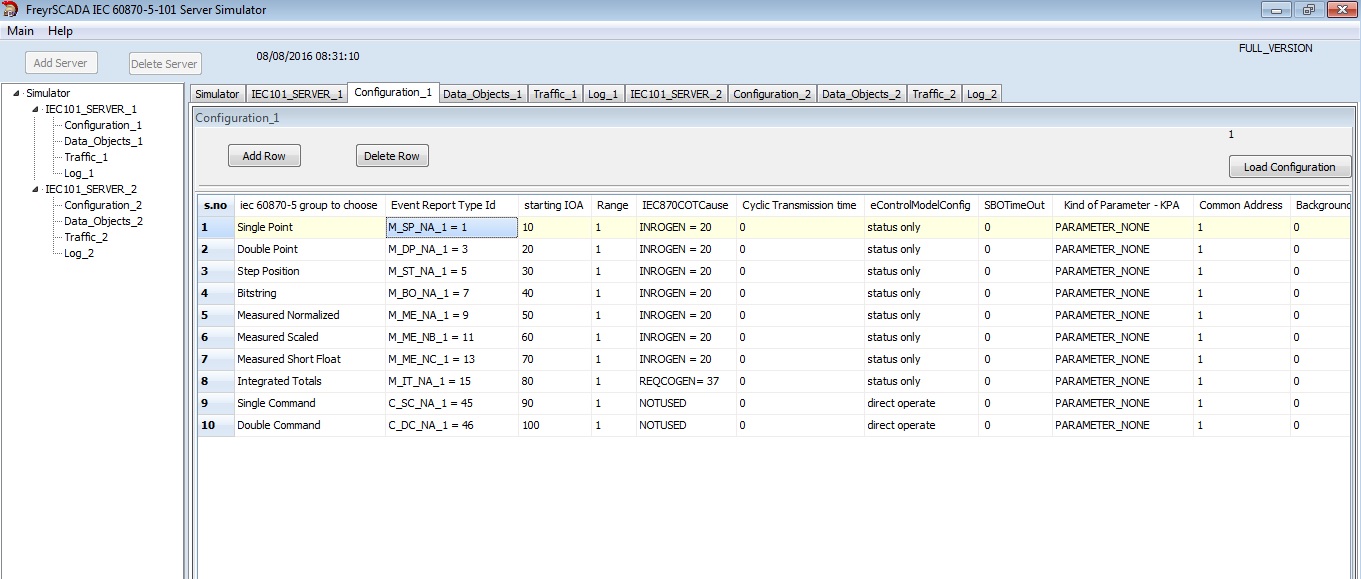 FreyrSCADA IEC 60870-5-101 Server Simulator
Main Help
Add Server Delete Server 08/08/2016 08:31:10 FULL_VERSION
Simulator
IEC101_SERVER_1
Configuration_1
Data_Objects_1
Traffic_1
Log_1
IEC101_SERVER_2
Configuration_2
Data_Objects_2
Traffic_2
Log_2
Simulator IEC101_SERVER_1 Configuration_1 Data_Objects_1 Traffic_1 Log_1 IEC101_SERVER_2 Configuration_2 Data_Objects_2 Traffic_2 Log_2
Configuration_1
1
Add Row Delete Row Load Configuration
s.no iec 60870-5 group to choose Event Report Type Id starting IOA Range IEC870COTCause Cyclic Transmission time eControlModelConfig SBOTimeOut Kind of Parameter - KPA Common Address Background
1 Single Point M_SP_NA_1 = 1 10 1 INROGEN = 20 0 status only 0 PARAMETER_NONE 1 0
2 Double Point M_DP_NA_1 = 3 20 1 INROGEN = 20 0 status only 0 PARAMETER_NONE 1 0
3 Step Position M_ST_NA_1 = 5 30 1 INROGEN = 20 0 status only 0 PARAMETER_NONE 1 0
4 Bitstring M_BO_NA_1 = 7 40 1 INROGEN = 20 0 status only 0 PARAMETER_NONE 1 0
5 Measured Normalized M_ME_NA_1 = 9 50 1 INROGEN = 20 0 status only 0 PARAMETER_NONE 1 0
6 Measured Scaled M_ME_NB_1 = 11 60 1 INROGEN = 20 0 status only 0 PARAMETER_NONE 1 0
7 Measured Short Float M_ME_NC_1 = 13 70 1 INROGEN = 20 0 status only 0 PARAMETER_NONE 1 0
8 Integrated Totals M_IT_NA_1 = 15 80 1 REQCOGEN= 37 0 status only 0 PARAMETER_NONE 1 0
9 Single Command C_SC_NA_1 = 45 90 1 NOTUSED 0 direct operate 0 PARAMETER_NONE 1 0
10 Double Command C_DC_NA_1 = 46 100 1 NOTUSED 0 direct operate 0 PARAMETER_NONE 1 0